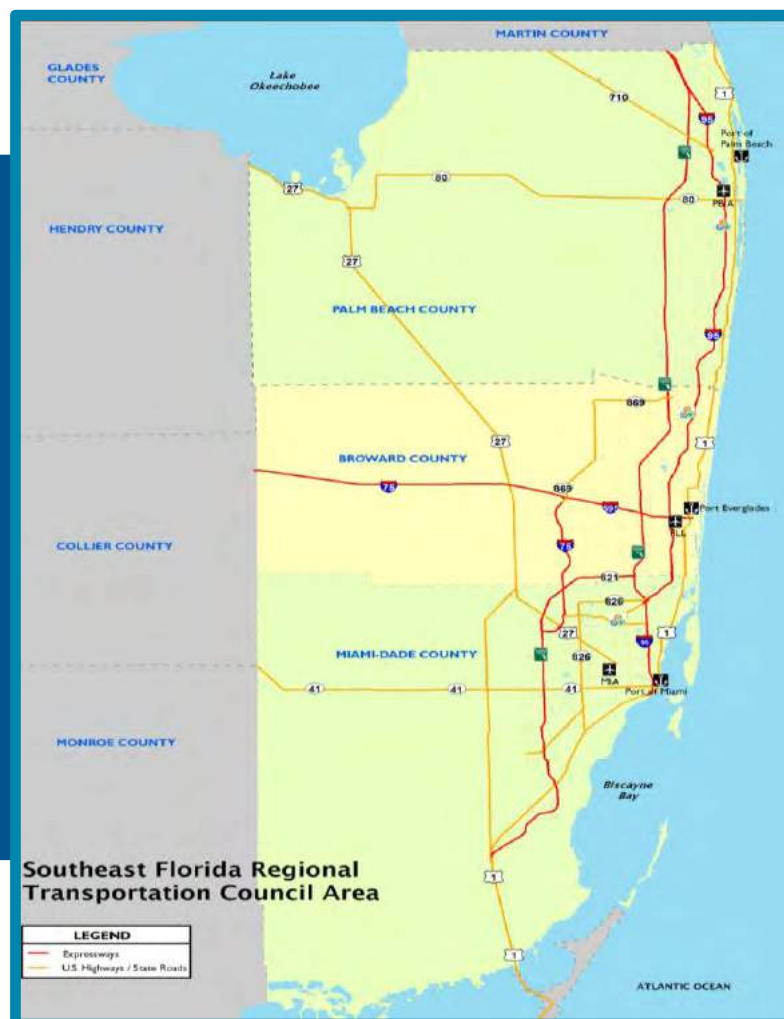 MARTIN COUNTY
GLADES
COUNTY
Lake
Okeechobee
1
710
95
Port of
Palm Beach
27
80
80
PBIA
HENDRY COUNTY
27
PALM BEACH COUNTY
95
869
27
1
BROWARD COUNTY
75
869
595
Port Everglades
FLL
COLLIER COUNTY
75
821
826
27
1
95
MIAMI-DADE COUNTY
826
MIA
41
41
41
Port of Miami
MONROE COUNTY
Biscayne
Bay
Southeast Florida Regional
Transportation Council Area
1
LEGEND
Expressways
U.S. Highways / State Roads
1
ATLANTIC OCEAN